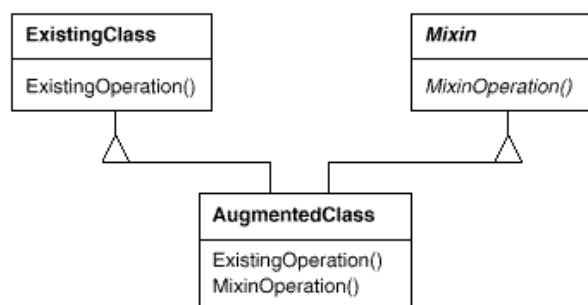 ExistingClass
ExistingOperation()
Mixin
MixinOperation()
AugmentedClass
ExistingOperation()
MixinOperation()